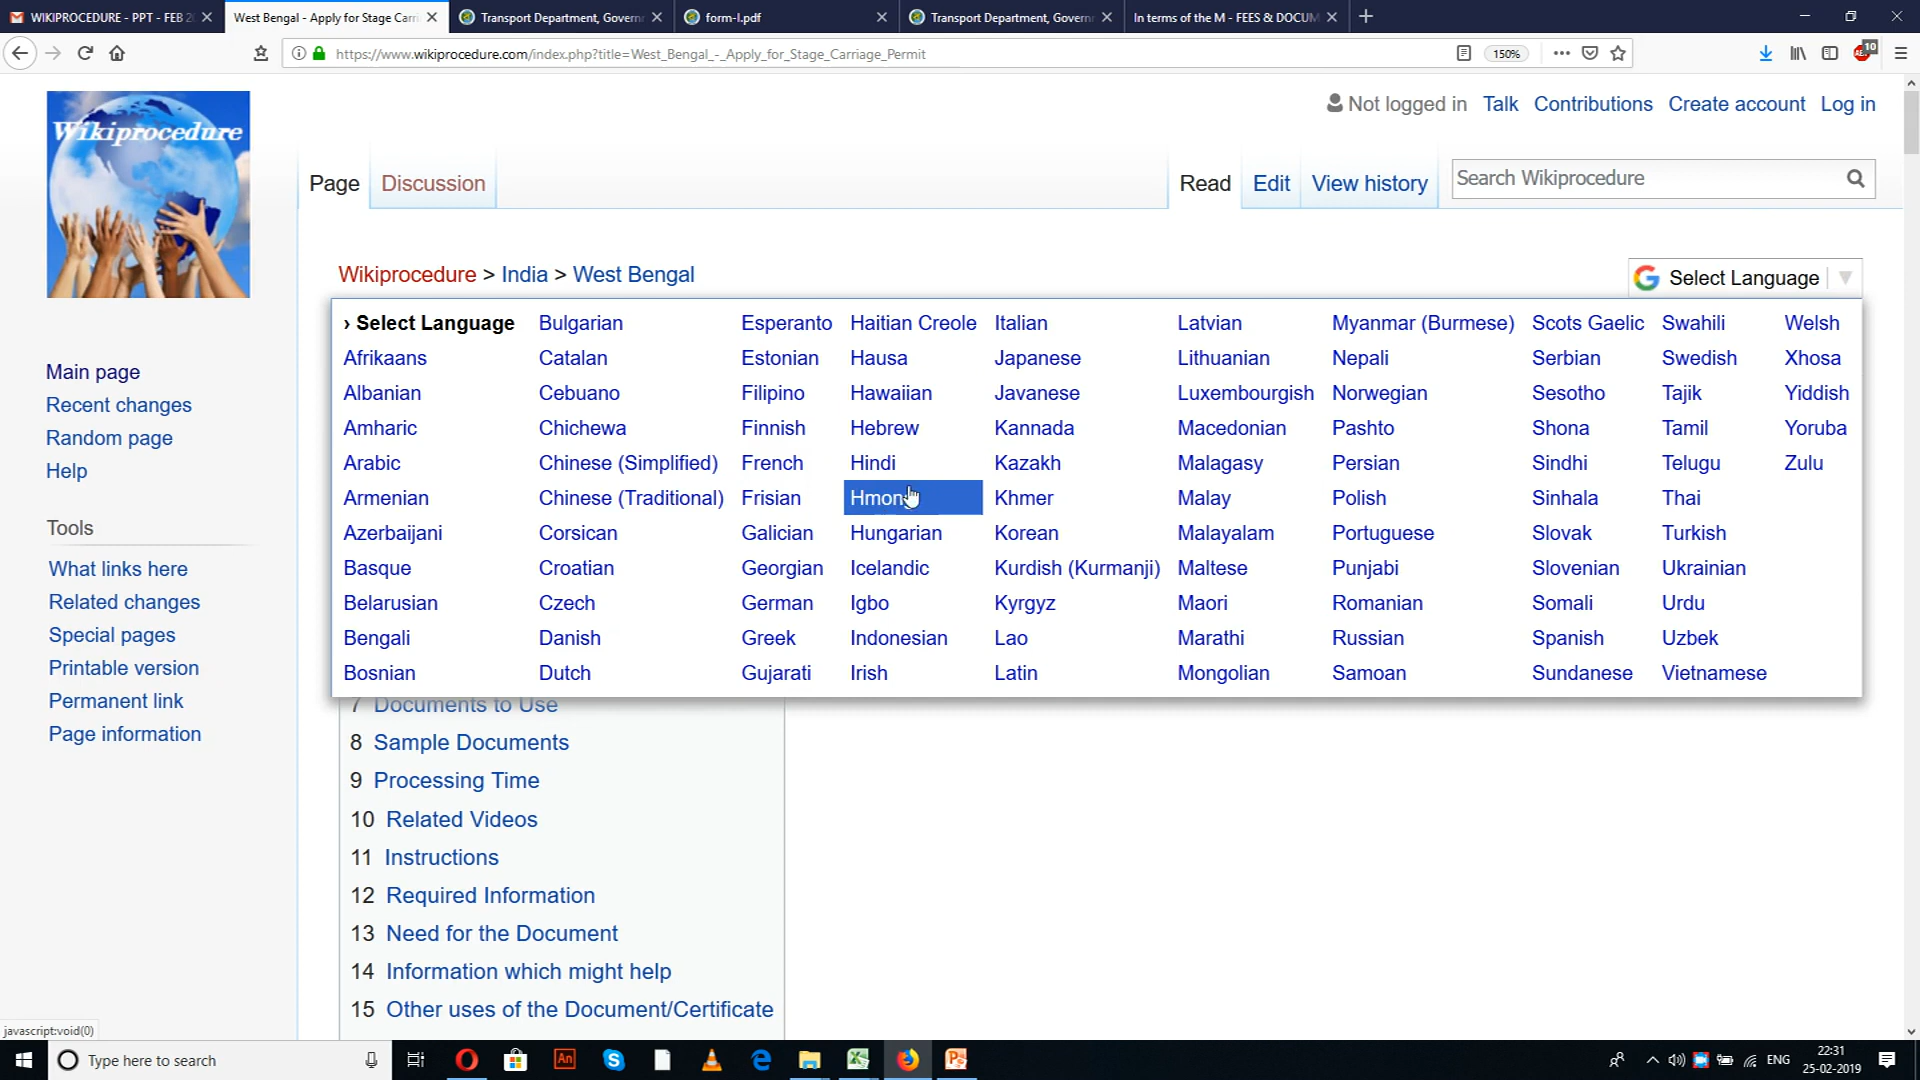 WIKIPROCEDURE - PPT - FEB 2
West Bengal - Apply for Stage Carri
Transport Department, Governm
form-I.pdf
Transport Department, Governm
In terms of the M - FEES & DOCUM
https://www.wikiprocedure.com/index.php?title=West_Bengal_-_Apply_for_Stage_Carriage_Permit
150%
10
Wikiprocedure
Not logged in Talk Contributions Create account Log in
Page Discussion Read Edit View history Search Wikiprocedure
Wikiprocedure > India > West Bengal
Select Language
› Select Language Bulgarian Esperanto Haitian Creole Italian Latvian Myanmar (Burmese) Scots Gaelic Swahili Welsh
Afrikaans Catalan Estonian Hausa Japanese Lithuanian Nepali Serbian Swedish Xhosa
Albanian Cebuano Filipino Hawaiian Javanese Luxembourgish Norwegian Sesotho Tajik Yiddish
Amharic Chichewa Finnish Hebrew Kannada Macedonian Pashto Shona Tamil Yoruba
Arabic Chinese (Simplified) French Hindi Kazakh Malagasy Persian Sindhi Telugu Zulu
Armenian Chinese (Traditional) Frisian Hmong Khmer Malay Polish Sinhala Thai
Azerbaijani Corsican Galician Hungarian Korean Malayalam Portuguese Slovak Turkish
Basque Croatian Georgian Icelandic Kurdish (Kurmanji) Maltese Punjabi Slovenian Ukrainian
Belarusian Czech German Igbo Kyrgyz Maori Romanian Somali Urdu
Bengali Danish Greek Indonesian Lao Marathi Russian Spanish Uzbek
Bosnian Dutch Gujarati Irish Latin Mongolian Samoan Sundanese Vietnamese
Main page
Recent changes
Random page
Help
Tools
What links here
Related changes
Special pages
Printable version
Permanent link
Page information
7 Documents to Use
8 Sample Documents
9 Processing Time
10 Related Videos
11 Instructions
12 Required Information
13 Need for the Document
14 Information which might help
15 Other uses of the Document/Certificate
javascript:void(0)
Type here to search
An
ENG
22:31
25-02-2019